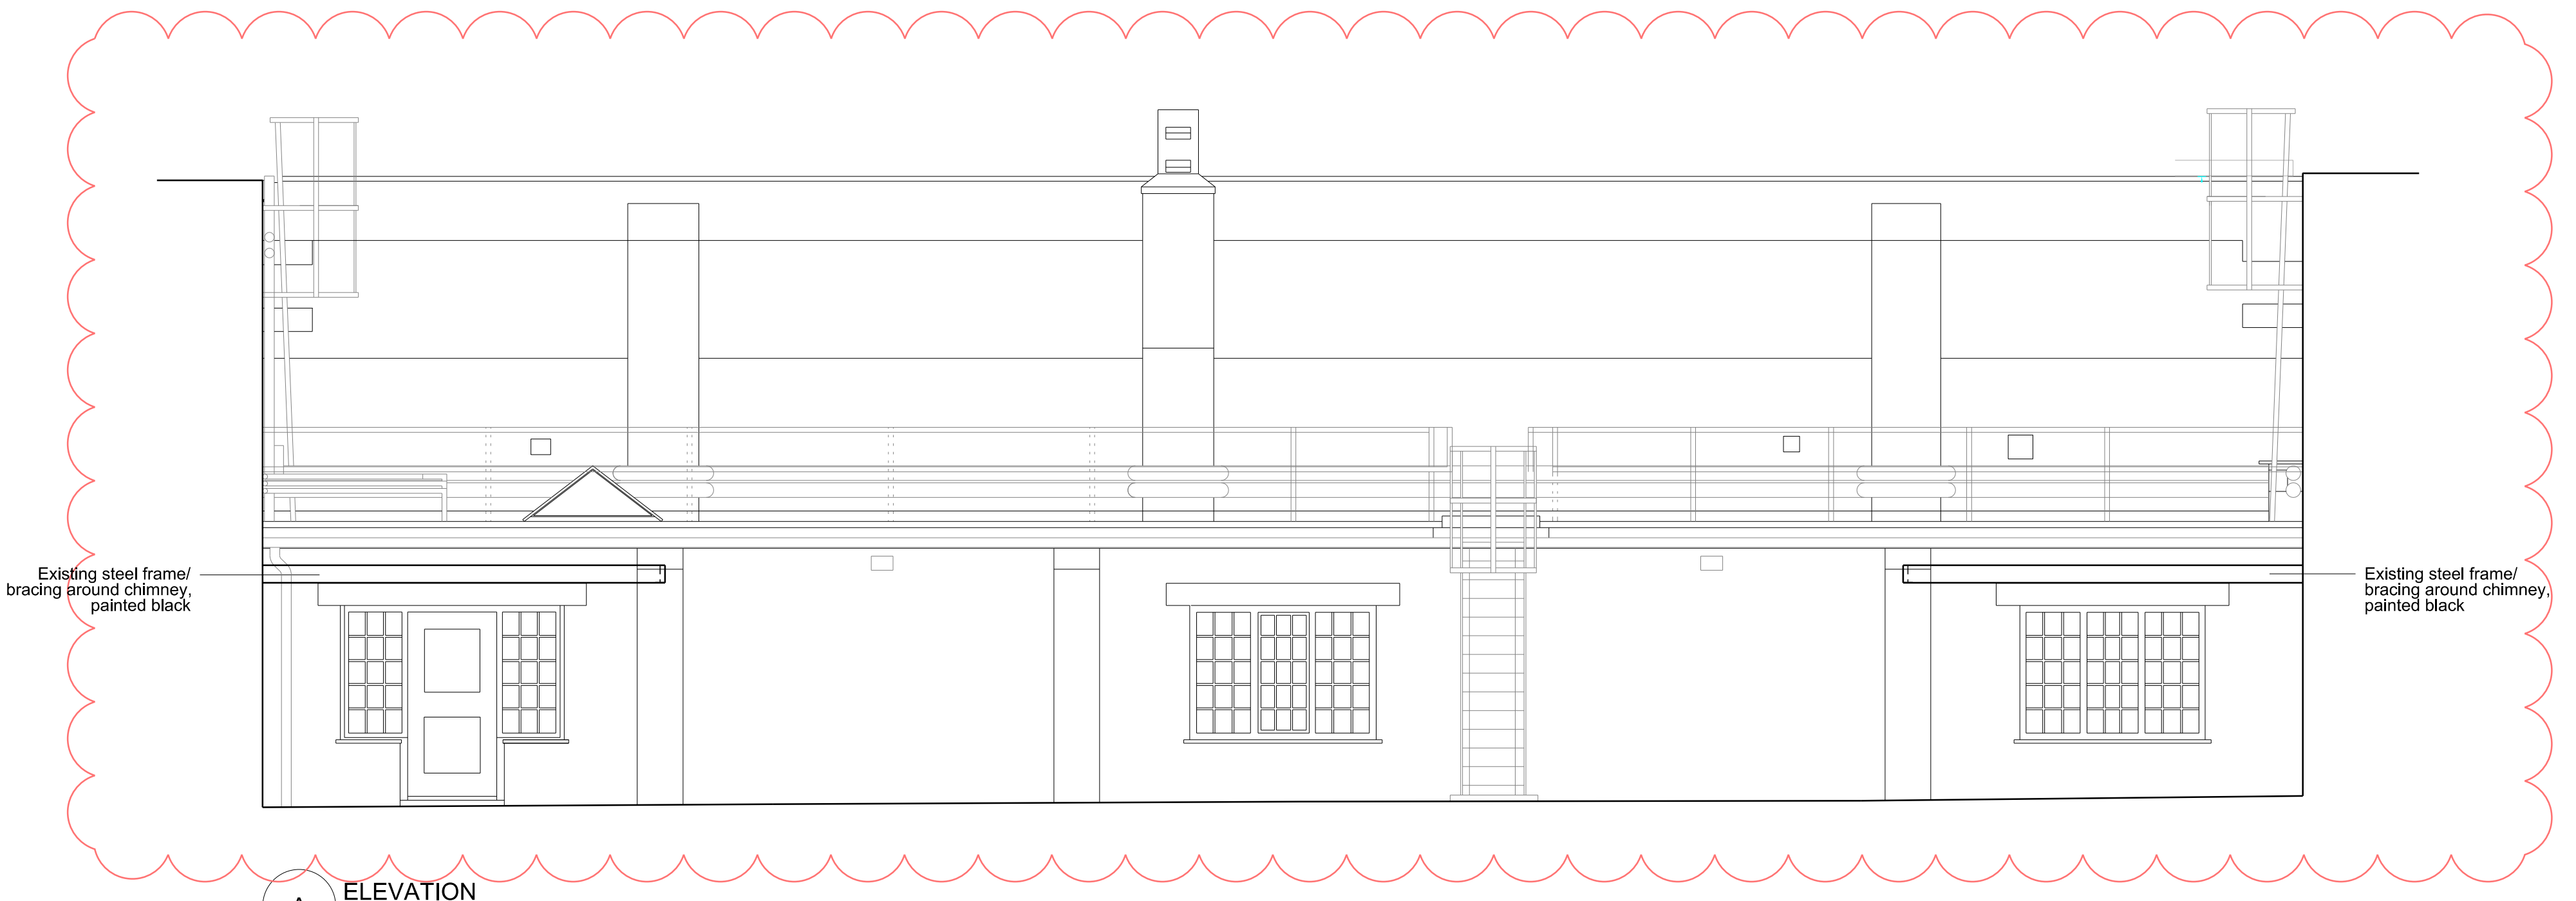 Existing steel frame/
bracing around chimney,
painted black
Existing steel frame/
bracing around chimney,
painted black
ELEVATION